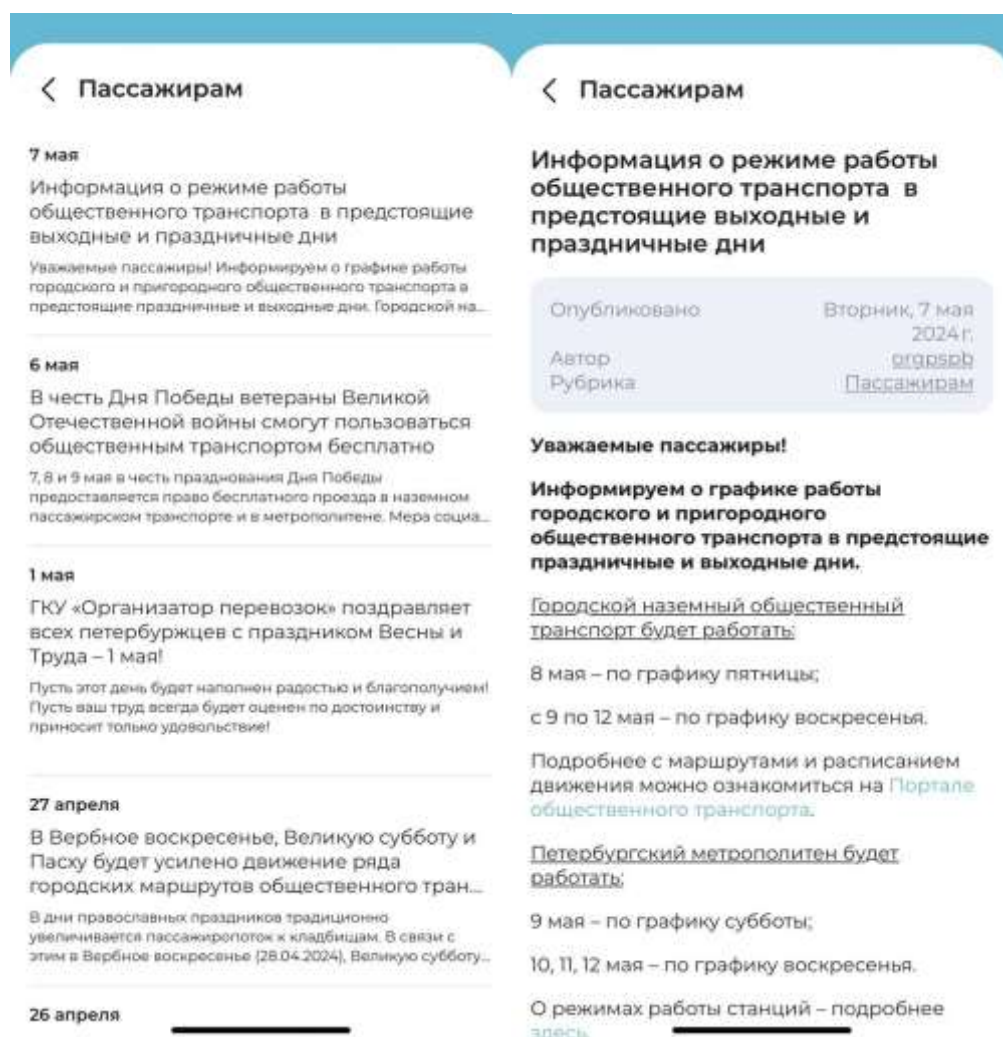 Пассажирам
7 мая
Информация о режиме работы
общественного транспорта в предстоящие
выходные и праздничные дни
Уважаемые пассажиры! Информируем о графике работы
городского и пригородного общественного транспорта в
предстоящие праздничные и выходные дни. Городской на...
6 мая
В честь Дня Победы ветераны Великой
Отечественной войны смогут пользоваться
общественным транспортом бесплатно
7, 8 и 9 мая в честь празднования Дня Победы
предоставляется право бесплатного проезда в наземном
пассажирском транспорте и в метрополитене. Мера социа...
1 мая
ГКУ «Организатор перевозок» поздравляет
всех петербуржцев с праздником Весны и
Труда – 1 мая!
Пусть этот день будет наполнен радостью и благополучием!
Пусть ваш труд всегда будет оценен по достоинству и
приносит только удовольствие!
27 апреля
В Вербное воскресенье, Великую субботу и
Пасху будет усилено движение ряда
городских маршрутов общественного тран...
В дни православных праздников традиционно
увеличивается пассажиропоток к кладбищам. В связи с
этим в Вербное воскресенье (28.04.2024), Великую субботу...
26 апреля
Пассажирам
Информация о режиме работы
общественного транспорта в
предстоящие выходные и
праздничные дни
Опубликовано Вторник, 7 мая
2024 г.
Автор orgpspb
Рубрика Пассажирам
Уважаемые пассажиры!
Информируем о графике работы
городского и пригородного
общественного транспорта в предстоящие
праздничные и выходные дни.
Городской наземный общественный
транспорт будет работать:
8 мая – по графику пятницы;
с 9 по 12 мая – по графику воскресенья.
Подробнее с маршрутами и расписанием
движения можно ознакомиться на Портале
общественного транспорта.
Петербургский метрополитен будет
работать:
9 мая – по графику субботы;
10, 11, 12 мая – по графику воскресенья.
О режимах работы станций – подробнее
здесь.